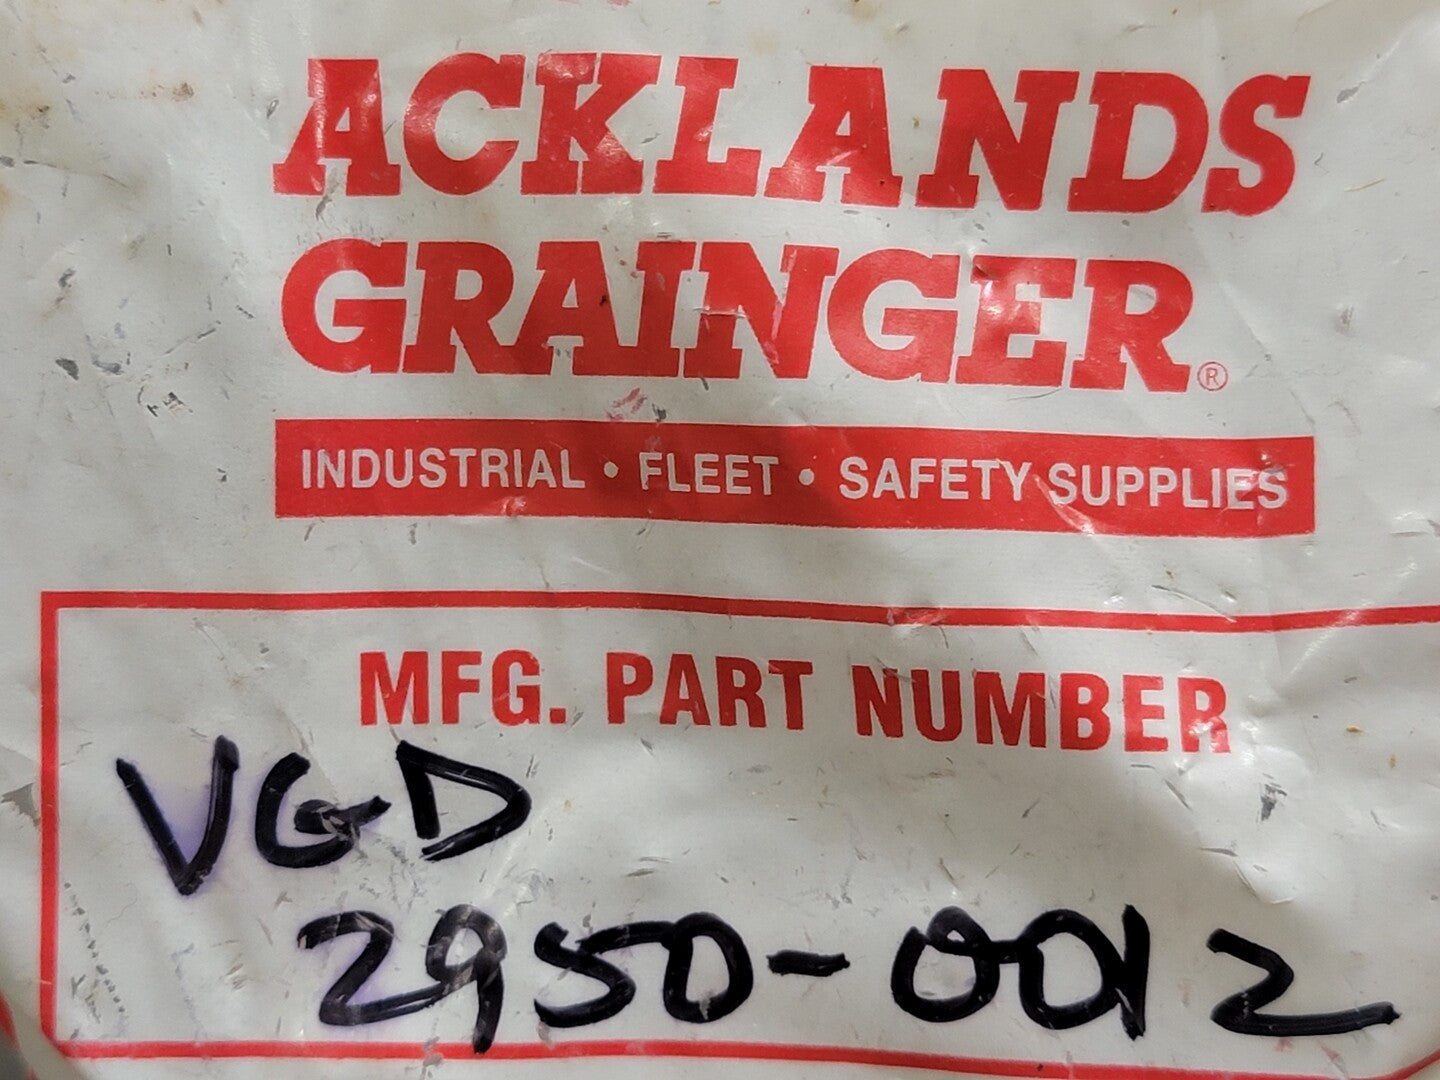 ACKLANDS
GRAINGER®
INDUSTRIAL • FLEET • SAFETY SUPPLIES
MFG. PART NUMBER
VGD
2950-0012